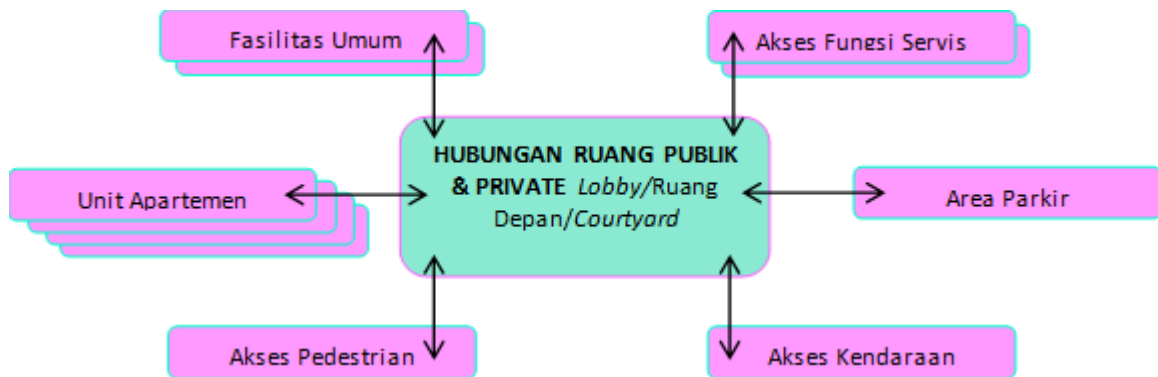 Fasilitas Umum
Akses Fungsi Servis
HUBUNGAN RUANG PUBLIK
& PRIVATE Lobby/Ruang
Depan/Courtyard
Unit Apartemen
Area Parkir
Akses Pedestrian
Akses Kendaraan